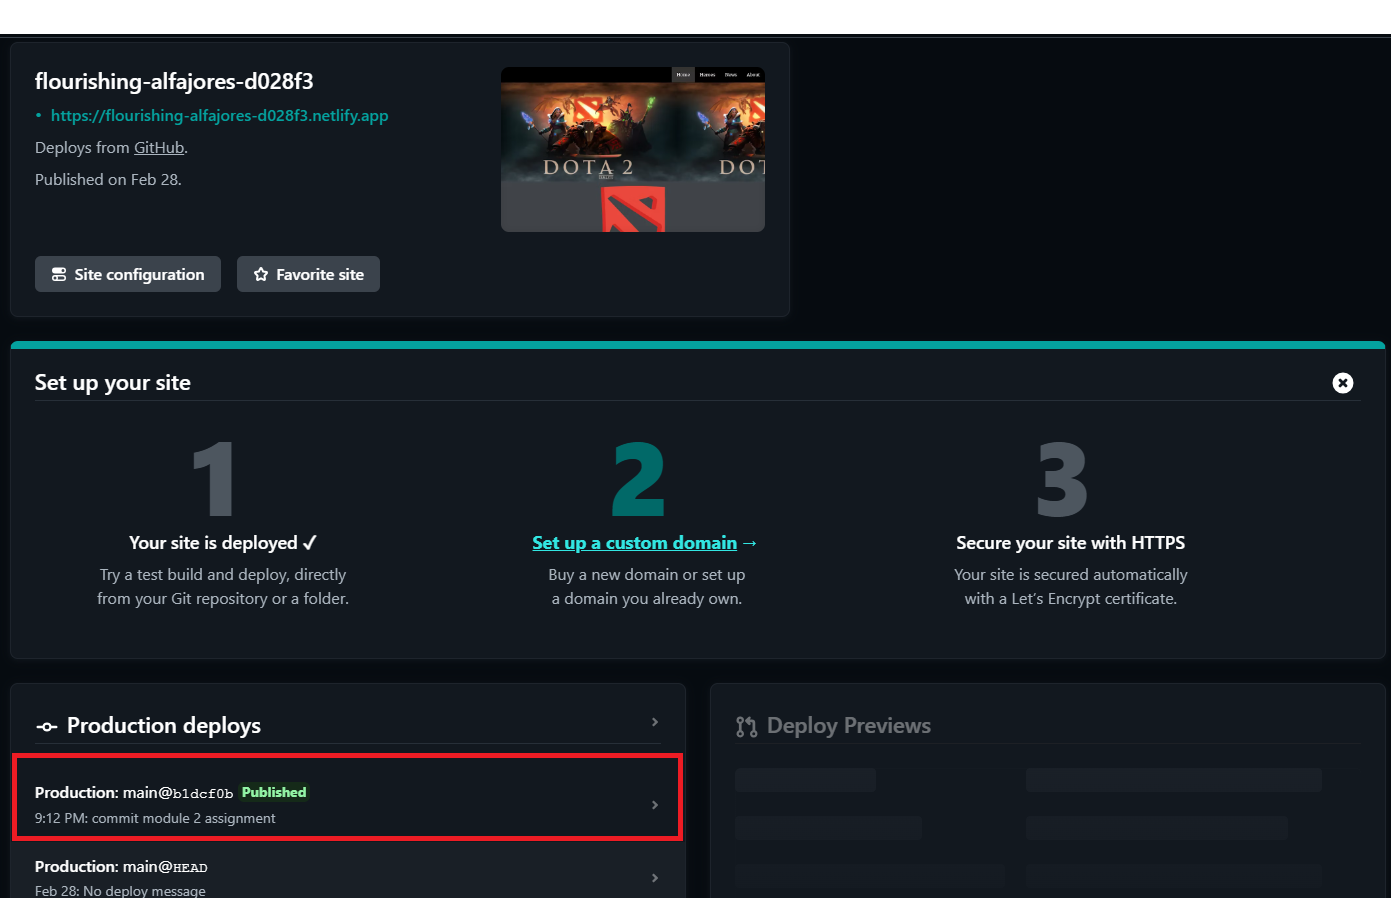 flourishing-alfajores-d028f3
• https://flourishing-alfajores-d028f3.netlify.app
Deploys from GitHub.
Published on Feb 28.
Home Heroes News About
DOTA 2
DOT
Site configuration
Favorite site
Set up your site
1
Your site is deployed ✓
Try a test build and deploy, directly
from your Git repository or a folder.
2
Set up a custom domain →
Buy a new domain or set up
a domain you already own.
3
Secure your site with HTTPS
Your site is secured automatically
with a Let's Encrypt certificate.
Production deploys
Production: main@b1dcf0b Published
9:12 PM: commit module 2 assignment
Production: main@HEAD
Feb 28: No deploy message
Deploy Previews